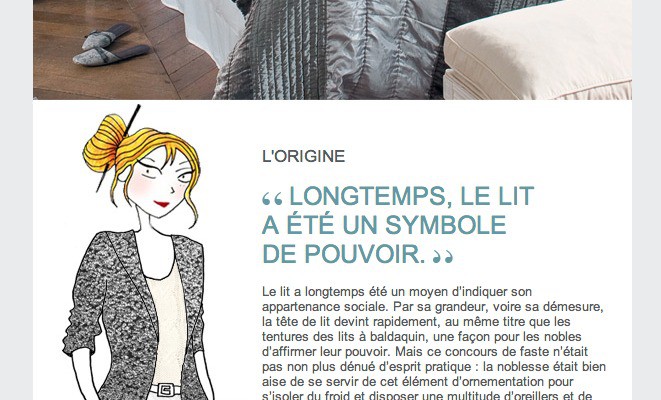 L'ORIGINE
“ LONGTEMPS, LE LIT
A ÉTÉ UN SYMBOLE
DE POUVOIR. ”
Le lit a longtemps été un moyen d'indiquer son
appartenance sociale. Par sa grandeur, voire sa démesure,
la tête de lit devint rapidement, au même titre que les
tentures des lits à baldaquin, une façon pour les nobles
d'affirmer leur pouvoir. Mais ce concours de faste n'était
pas non plus dénué d'esprit pratique : la noblesse était bien
aise de se servir de cet élément d'ornementation pour
s'isoler du froid et disposer une multitude d'oreillers et de